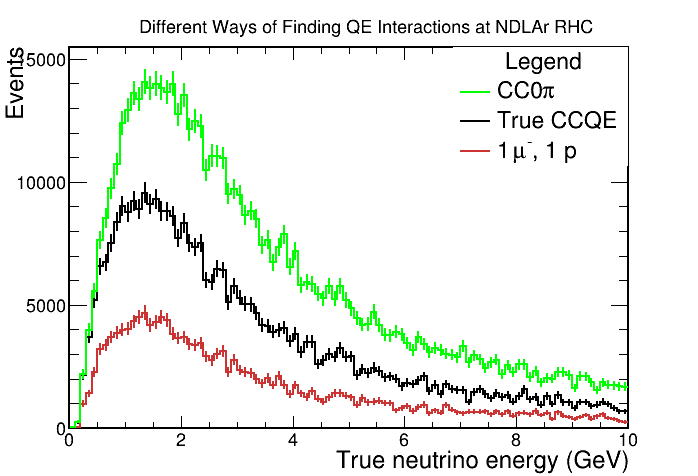 Different Ways of Finding QE Interactions at NDLAr RHC
Events
15000
10000
5000
0
Legend
CC0π
True CCQE
1μ⁻, 1 p
0 2 4 6 8 10
True neutrino energy (GeV)